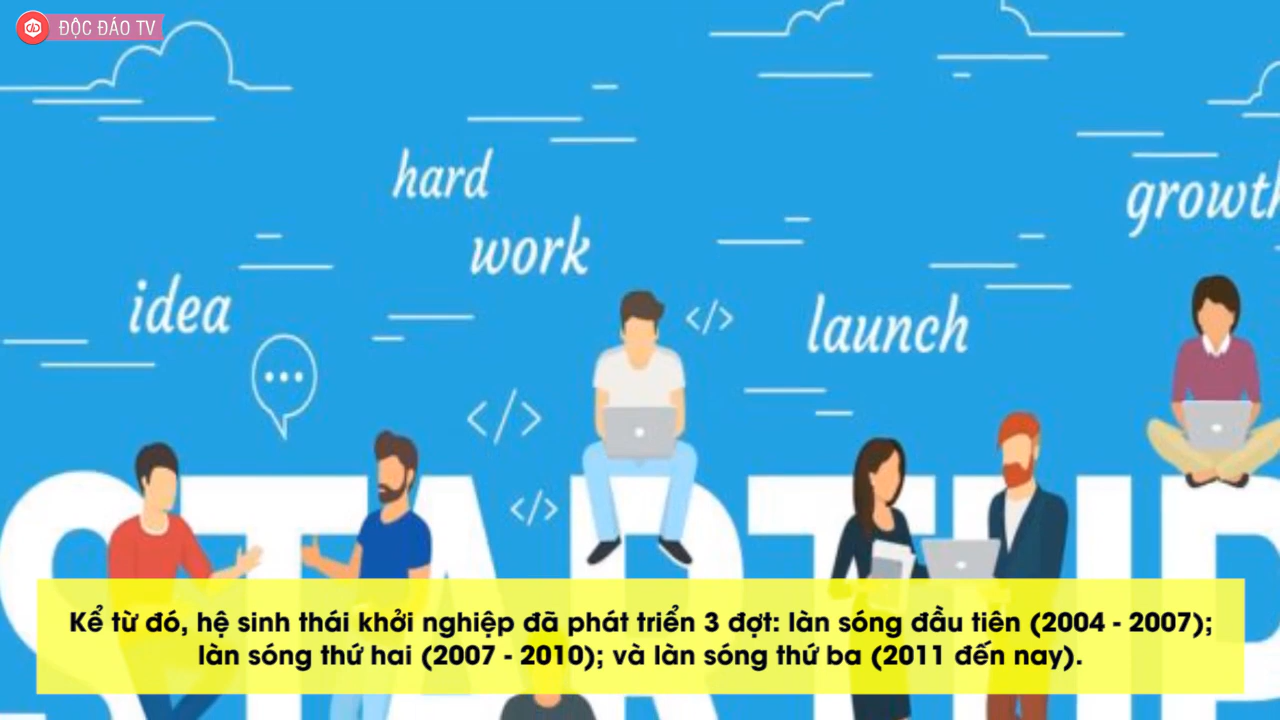 ĐỘC ĐÁO TV
hard
growth
work
idea
</>
launch
</>
STARTUP
</>
Kể từ đó, hệ sinh thái khởi nghiệp đã phát triển 3 đợt: làn sóng đầu tiên (2004 - 2007);
làn sóng thứ hai (2007 - 2010); và làn sóng thứ ba (2011 đến nay).